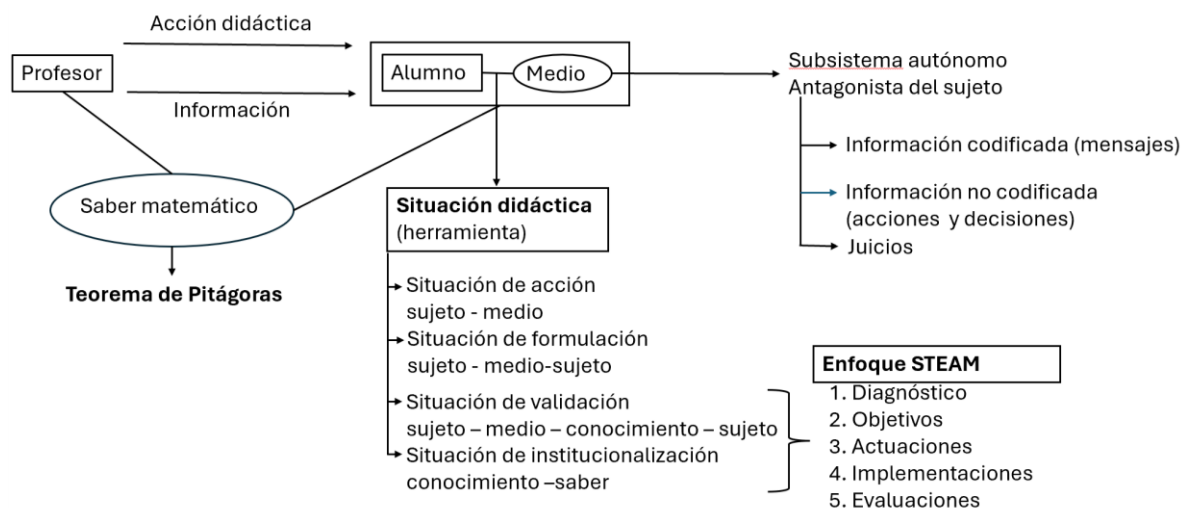 Acción didáctica
Profesor
Información
Alumno
Medio
Subsistema autónomo
Antagonista del sujeto
Información codificada (mensajes)
Información no codificada
(acciones y decisiones)
Juicios
Saber matemático
Teorema de Pitágoras
Situación didáctica
(herramienta)
Situación de acción
sujeto - medio
Situación de formulación
sujeto - medio-sujeto
Situación de validación
sujeto – medio – conocimiento – sujeto
Situación de institucionalización
conocimiento –saber
Enfoque STEAM
1. Diagnóstico
2. Objetivos
3. Actuaciones
4. Implementaciones
5. Evaluaciones